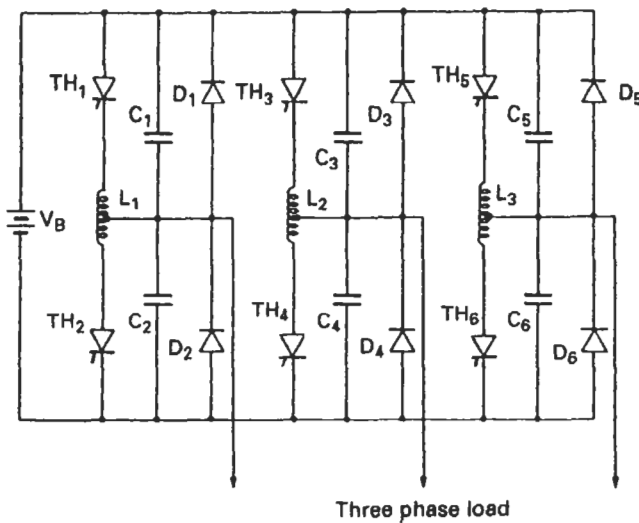 TH1
C1
D1
TH3
C3
D3
TH5
C5
D5
VB
L1
L2
L3
TH2
C2
D2
TH4
C4
D4
TH6
C6
D6
Three phase load